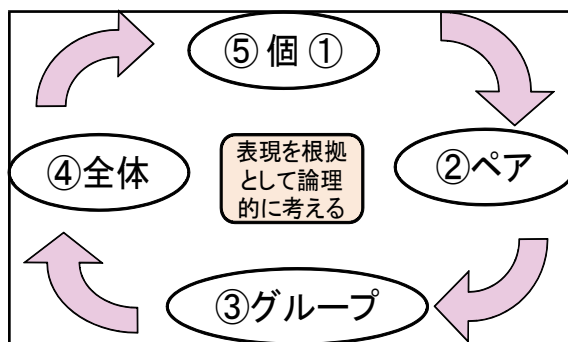 ⑤ 個 ①
④全体
表現を根拠
として論理
的に考える
②ペア
③グループ